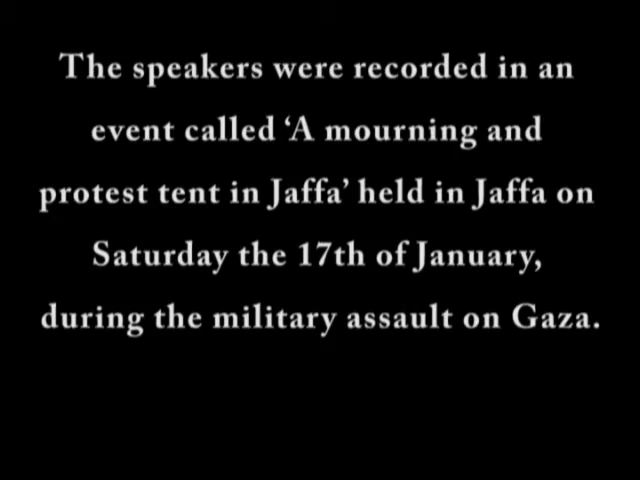 The speakers were recorded in an
event called ‘A mourning and
protest tent in Jaffa’ held in Jaffa on
Saturday the 17th of January,
during the military assault on Gaza.